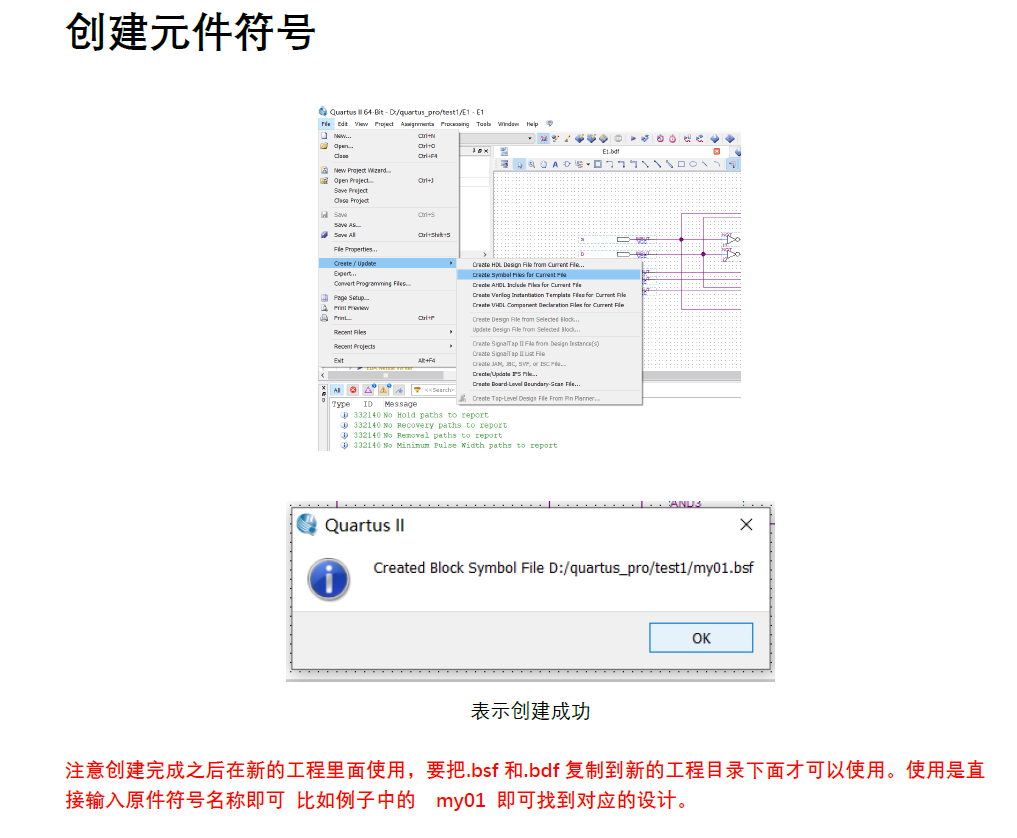 创建元件符号
Quartus II 64-Bit - D:/quartus_pro/test1/E1 - E1
File Edit View Project Assignments Processing Tools Window Help
New... Ctrl+N
Open... Ctrl+O
Close Ctrl+F4
E1.bdf
New Project Wizard...
Open Project... Ctrl+J
Save Project
Close Project
Save Ctrl+S
Save As...
Save All Ctrl+Shift+S
File Properties...
Create / Update
Export...
Convert Programming Files...
Page Setup...
Print Preview
Print... Ctrl+P
Recent Files
Recent Projects
Exit Alt+F4
a INPUT NOT
b INPUT NOT
Create HDL Design File from Current File...
Create Symbol Files for Current File
Create AHDL Include Files for Current File
Create Verilog Instantiation Template Files for Current File
Create VHDL Component Declaration Files for Current File
Create Design File from Selected Block...
Update Design File from Selected Block...
Create SignalTap II File from Design Instance(s)
Create SignalTap II List File
Create JAM, JBC, SVF, or ISC File...
Create/Update IPS File...
Create Board-Level Boundary-Scan File...
Create Top-Level Design File From Pin Planner...
All <<Search>
Type ID Message
332140 No Hold paths to report
332140 No Recovery paths to report
332140 No Removal paths to report
332140 No Minimum Pulse Width paths to report
AND3
Quartus II
Created Block Symbol File D:/quartus_pro/test1/my01.bsf
OK
表示创建成功
注意创建完成之后在新的工程里面使用，要把.bsf 和.bdf 复制到新的工程目录下面才可以使用。使用是直
接输入原件符号名称即可 比如例子中的 my01 即可找到对应的设计。